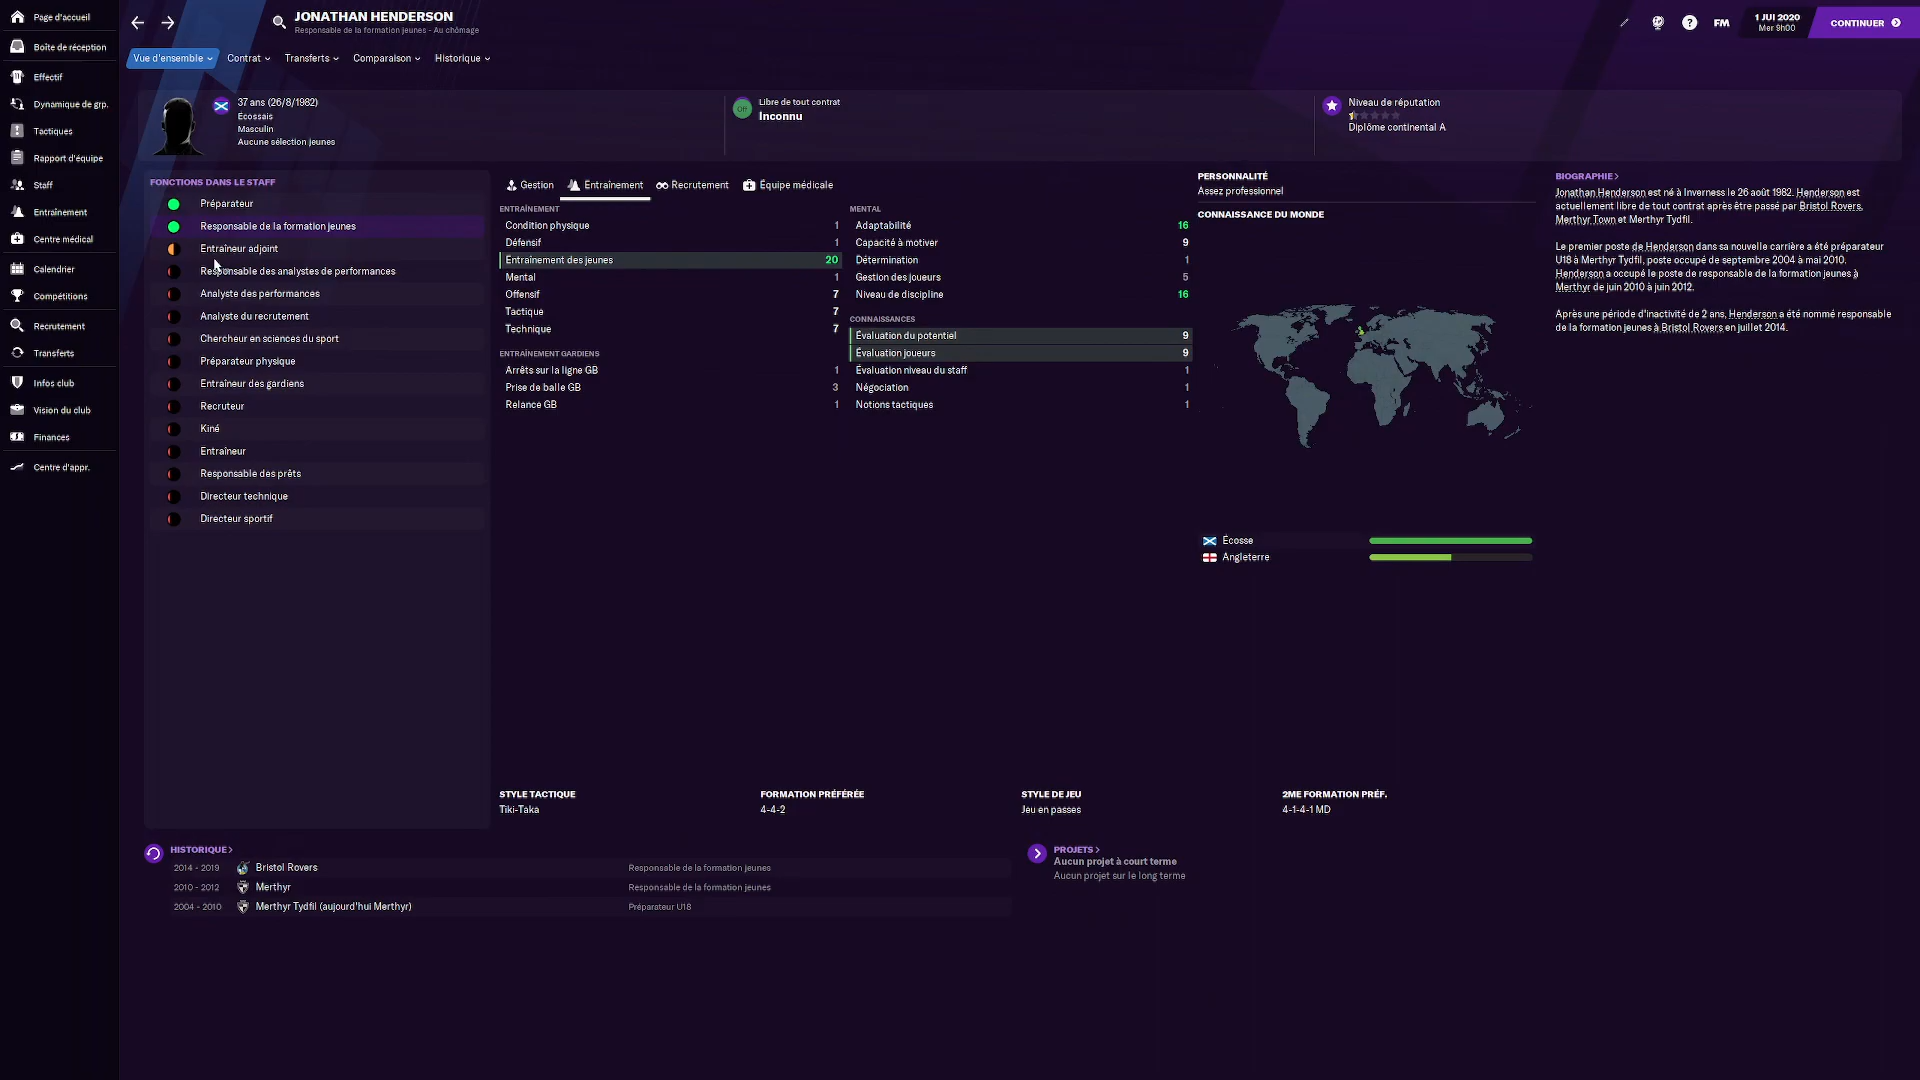 Page d'accueil
Boîte de réception
Effectif
Dynamique de grp.
Tactiques
Rapport d'équipe
Staff
Entraînement
Centre médical
Calendrier
Compétitions
Recrutement
Transferts
Infos club
Vision du club
Finances
Centre d'appr.
JONATHAN HENDERSON
Responsable de la formation jeunes - Au chômage
FM
1 JUI 2020
Mer 9h00
CONTINUER
Vue d'ensemble
Contrat
Transferts
Comparaison
Historique
37 ans (26/8/1982)
Écossais
Masculin
Aucune sélection jeunes
Off
Libre de tout contrat
Inconnu
Niveau de réputation
Diplôme continental A
FONCTIONS DANS LE STAFF
Préparateur
Responsable de la formation jeunes
Entraîneur adjoint
Responsable des analystes de performances
Analyste des performances
Analyste du recrutement
Chercheur en sciences du sport
Préparateur physique
Entraîneur des gardiens
Recruteur
Kiné
Entraîneur
Responsable des prêts
Directeur technique
Directeur sportif
Gestion
Entraînement
Recrutement
Équipe médicale
ENTRAÎNEMENT
Condition physique 1
Défensif 1
Entraînement des jeunes 20
Mental 1
Offensif 7
Tactique 7
Technique 7
ENTRAÎNEMENT GARDIENS
Arrêts sur la ligne GB 1
Prise de balle GB 3
Relance GB 1
MENTAL
Adaptabilité 16
Capacité à motiver 9
Détermination 1
Gestion des joueurs 5
Niveau de discipline 16
CONNAISSANCES
Évaluation du potentiel 9
Évaluation joueurs 9
Évaluation niveau du staff 1
Négociation 1
Notions tactiques 1
PERSONNALITÉ
Assez professionnel
CONNAISSANCE DU MONDE
Écosse
Angleterre
BIOGRAPHIE >
Jonathan Henderson est né à Inverness le 26 août 1982. Henderson est
actuellement libre de tout contrat après être passé par Bristol Rovers,
Merthyr Town et Merthyr Tydfil.
Le premier poste de Henderson dans sa nouvelle carrière a été préparateur
U18 à Merthyr Tydfil, poste occupé de septembre 2004 à mai 2010.
Henderson a occupé le poste de responsable de la formation jeunes à
Merthyr de juin 2010 à juin 2012.
Après une période d'inactivité de 2 ans, Henderson a été nommé responsable
de la formation jeunes à Bristol Rovers en juillet 2014.
STYLE TACTIQUE
Tiki-Taka
FORMATION PRÉFÉRÉE
4-4-2
STYLE DE JEU
Jeu en passes
2ME FORMATION PRÉF.
4-1-4-1 MD
HISTORIQUE >
2014 - 2019 Bristol Rovers Responsable de la formation jeunes
2010 - 2012 Merthyr Responsable de la formation jeunes
2004 - 2010 Merthyr Tydfil (aujourd'hui Merthyr) Préparateur U18
PROJETS >
Aucun projet à court terme
Aucun projet sur le long terme